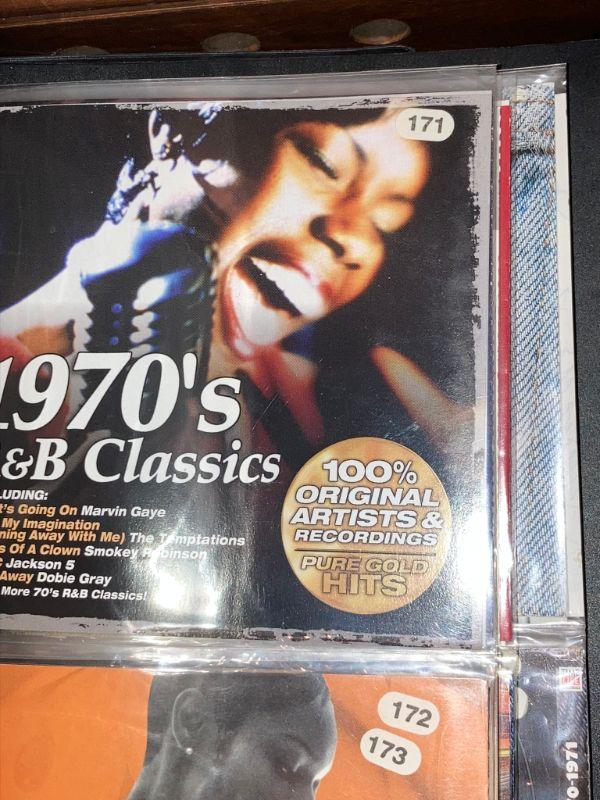 171
1970's
&B Classics
LUDING:
t's Going On Marvin Gaye
My Imagination
ning Away With Me) The Temptations
s Of A Clown Smokey Robinson
C Jackson 5
Away Dobie Gray
More 70's R&B Classics!
100%
ORIGINAL
ARTISTS &
RECORDINGS
PURE GOLD
HITS
172
173